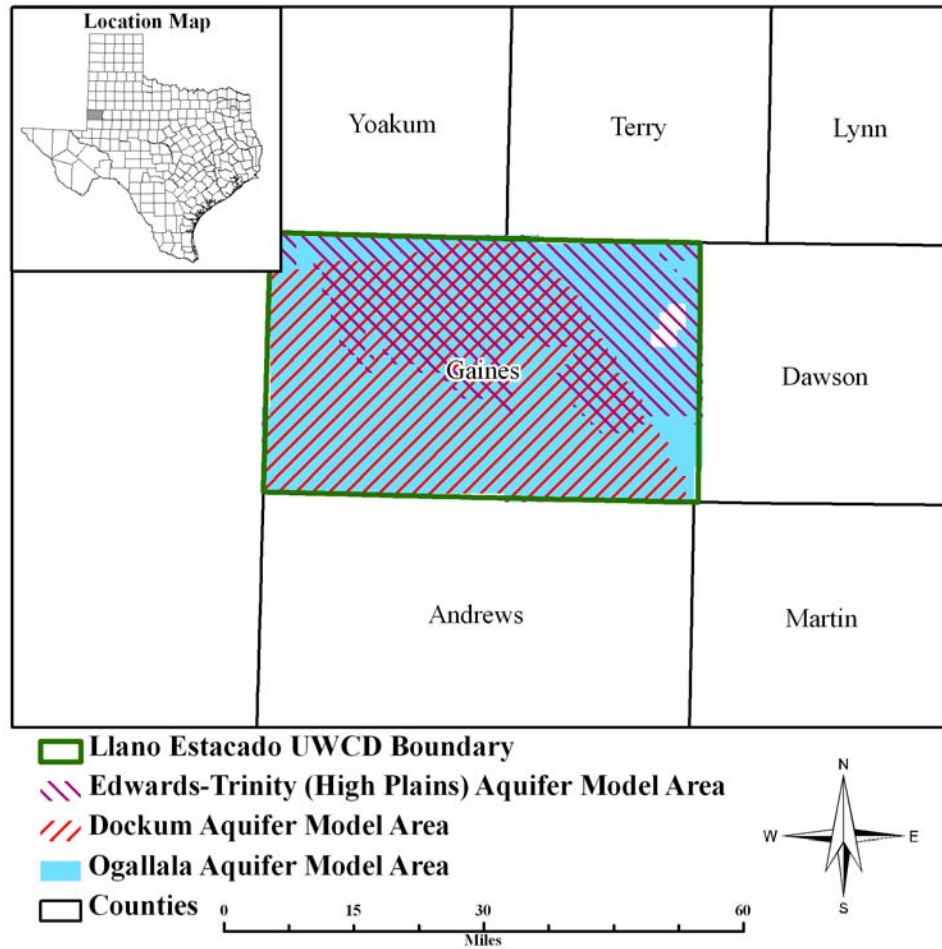 Location Map
Yoakum
Terry
Lynn
Gaines
Dawson
Andrews
Martin
Llano Estacado UWCD Boundary
Edwards-Trinity (High Plains) Aquifer Model Area
Dockum Aquifer Model Area
Ogallala Aquifer Model Area
Counties
N
W
E
S
0 15 30 60
Miles